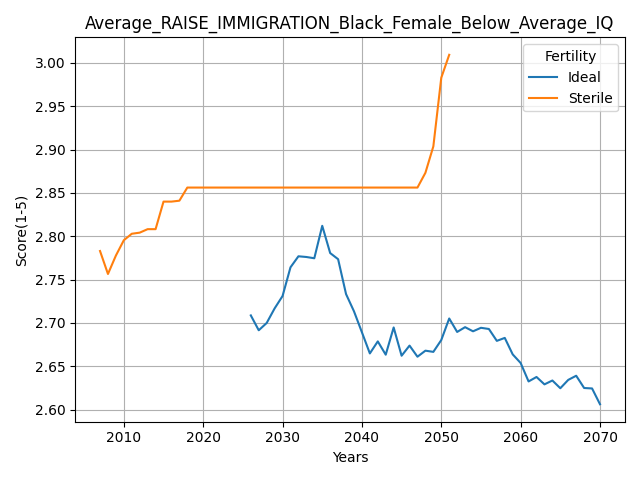 Average_RAISE_IMMIGRATION_Black_Female_Below_Average_IQ
Fertility
Ideal
Sterile
Score(1-5)
3.00
2.95
2.90
2.85
2.80
2.75
2.70
2.65
2.60
2010 2020 2030 2040 2050 2060 2070
Years